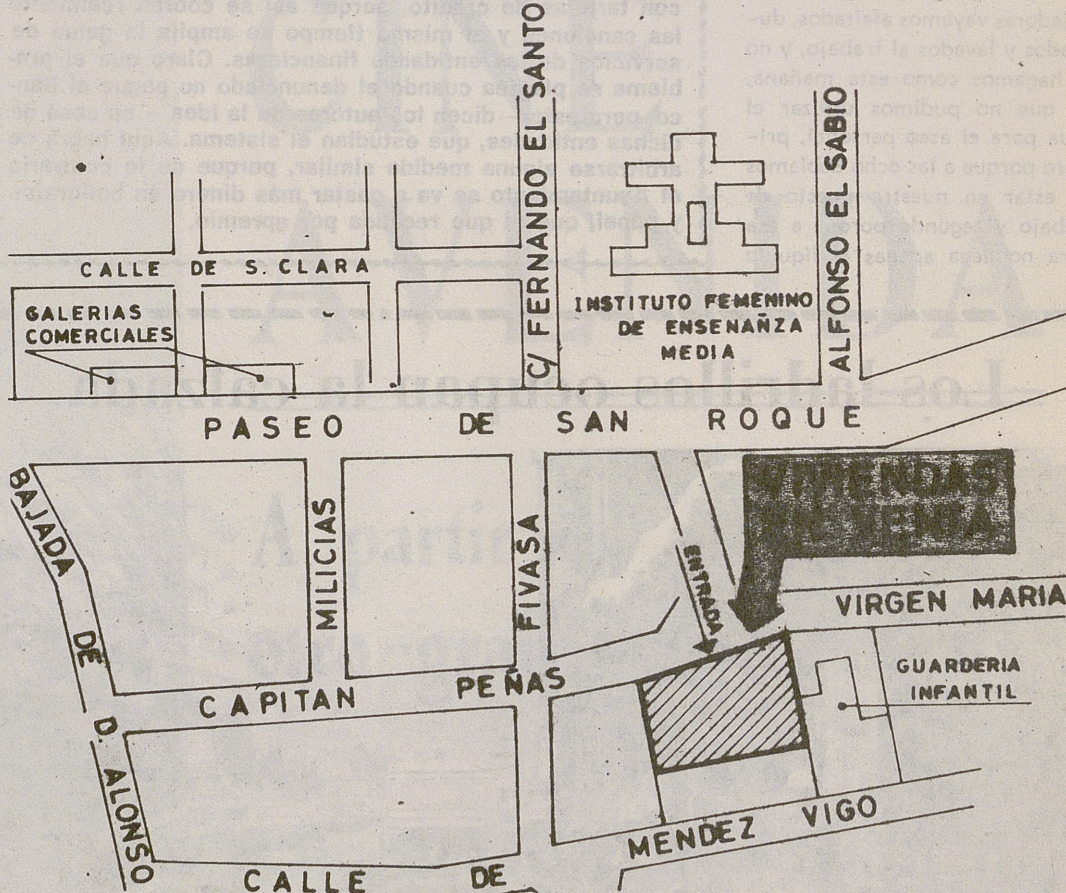 C/ FERNANDO EL SANTO
ALFONSO EL SABIO
CALLE DE S. CLARA
GALERIAS
COMERCIALES
INSTITUTO FEMENINO
DE ENSENAÑZA
MEDIA
PASEO DE SAN ROQUE
BAJADA DE D. ALONSO
MILICIAS
FIVASA
ENTRADA
VIVIENDAS
EN VENTA
VIRGEN MARIA
CAPITAN PEÑAS
GUARDERIA
INFANTIL
CALLE DE MENDEZ VIGO